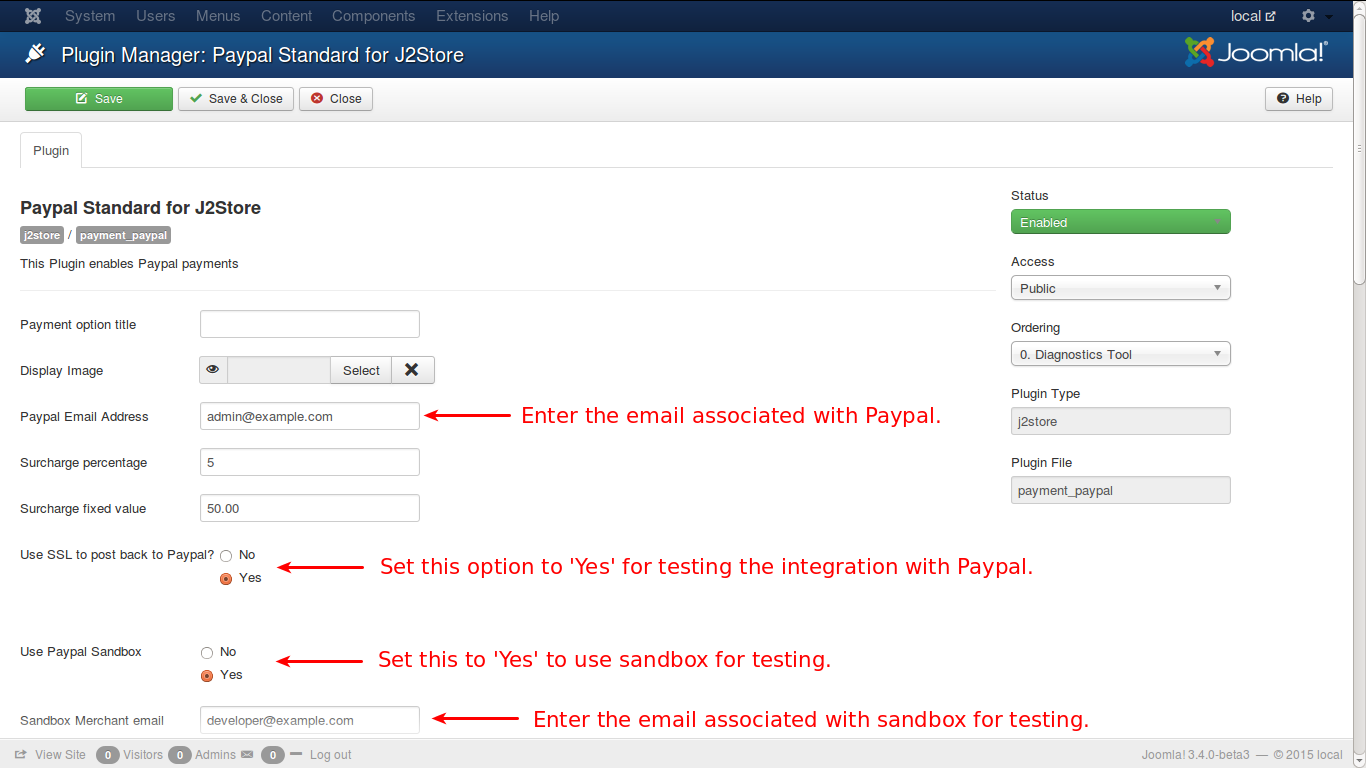 System Users Menus Content Components Extensions Help local
Plugin Manager: Paypal Standard for J2Store Joomla!®
Save Save & Close Close Help
Plugin
Paypal Standard for J2Store
j2store / payment_paypal
This Plugin enables Paypal payments
Payment option title
Display Image Select
Paypal Email Address admin@example.com Enter the email associated with Paypal.
Surcharge percentage 5
Surcharge fixed value 50.00
Use SSL to post back to Paypal? No
Yes
Set this option to 'Yes' for testing the integration with Paypal.
Use Paypal Sandbox No
Yes
Set this to 'Yes' to use sandbox for testing.
Sandbox Merchant email developer@example.com Enter the email associated with sandbox for testing.
Status
Enabled
Access
Public
Ordering
0. Diagnostics Tool
Plugin Type
j2store
Plugin File
payment_paypal
View Site 0 Visitors 0 Admins 0 Log out Joomla! 3.4.0-beta3 — © 2015 local